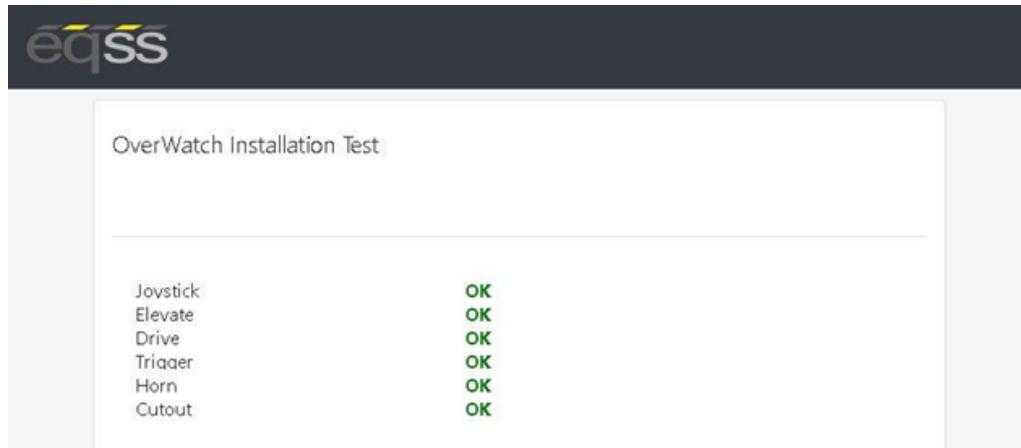 eqss
OverWatch Installation Test
Joystick OK
Elevate OK
Drive OK
Trigger OK
Horn OK
Cutout OK